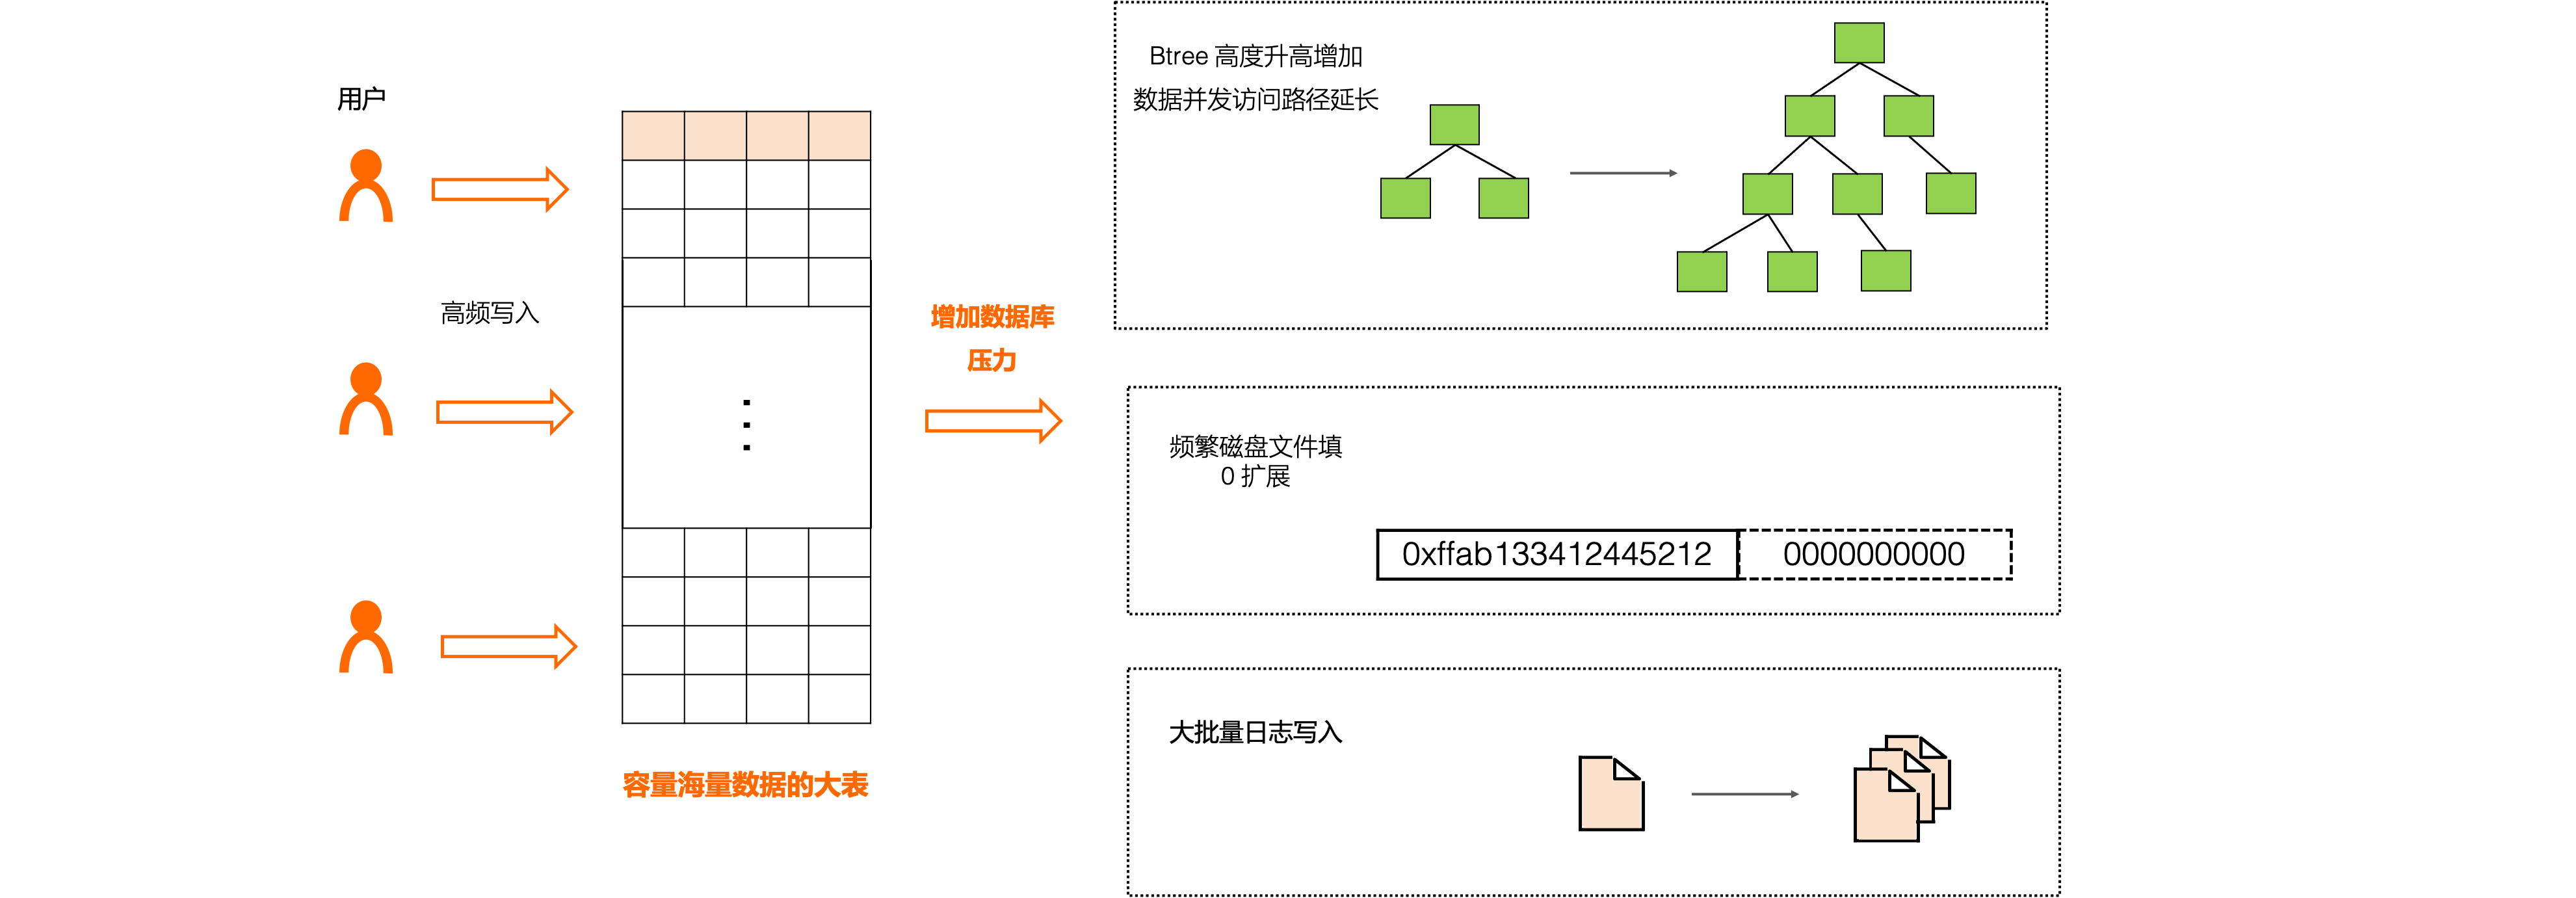 用户
高频写入
容量海量数据的大表
增加数据库
压力
Btree 高度升高增加
数据并发访问路径延长
频繁磁盘文件填
0 扩展
0xffab133412445212
0000000000
大批量日志写入